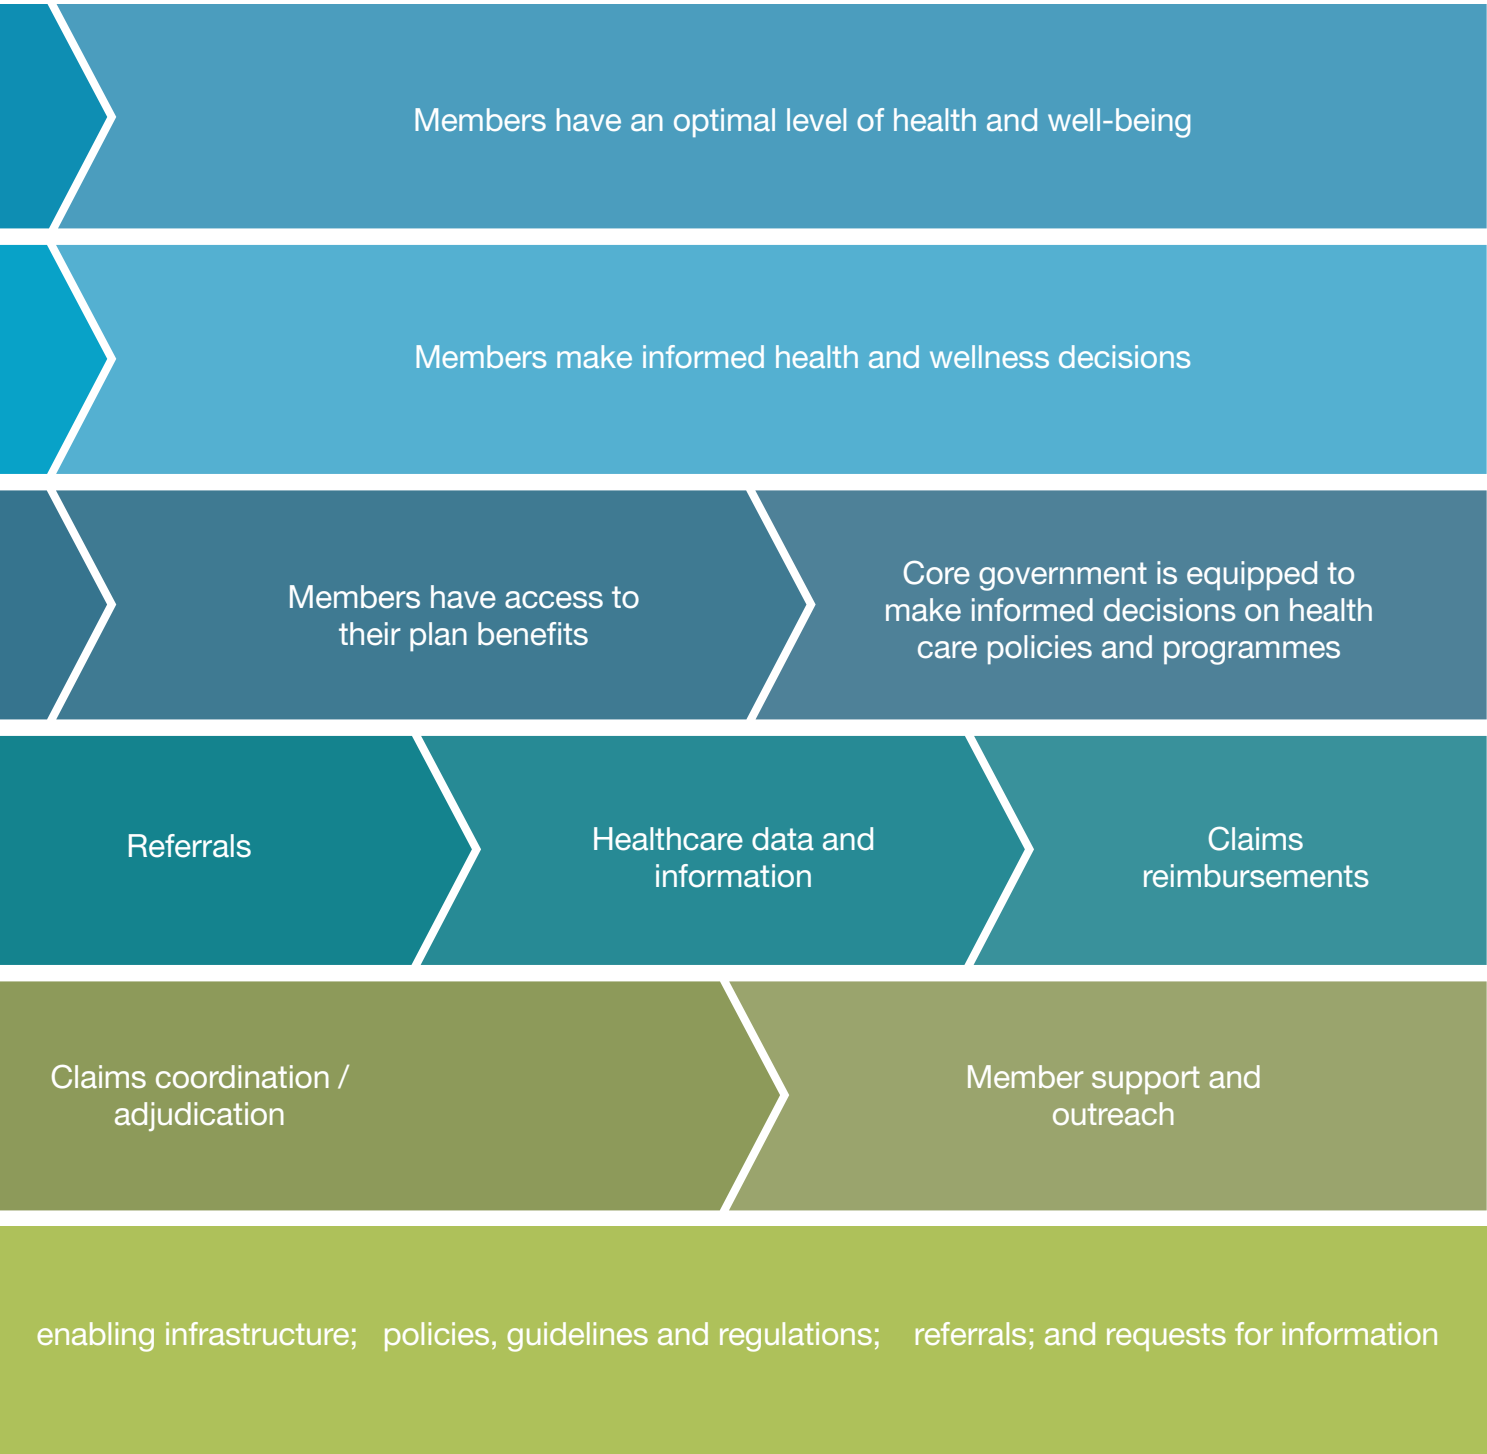 Members have an optimal level of health and well-being
Members make informed health and wellness decisions
Members have access to
their plan benefits
Core government is equipped to
make informed decisions on health
care policies and programmes
Referrals
Healthcare data and
information
Claims
reimbursements
Claims coordination /
adjudication
Member support and
outreach
enabling infrastructure; policies, guidelines and regulations; referrals; and requests for information